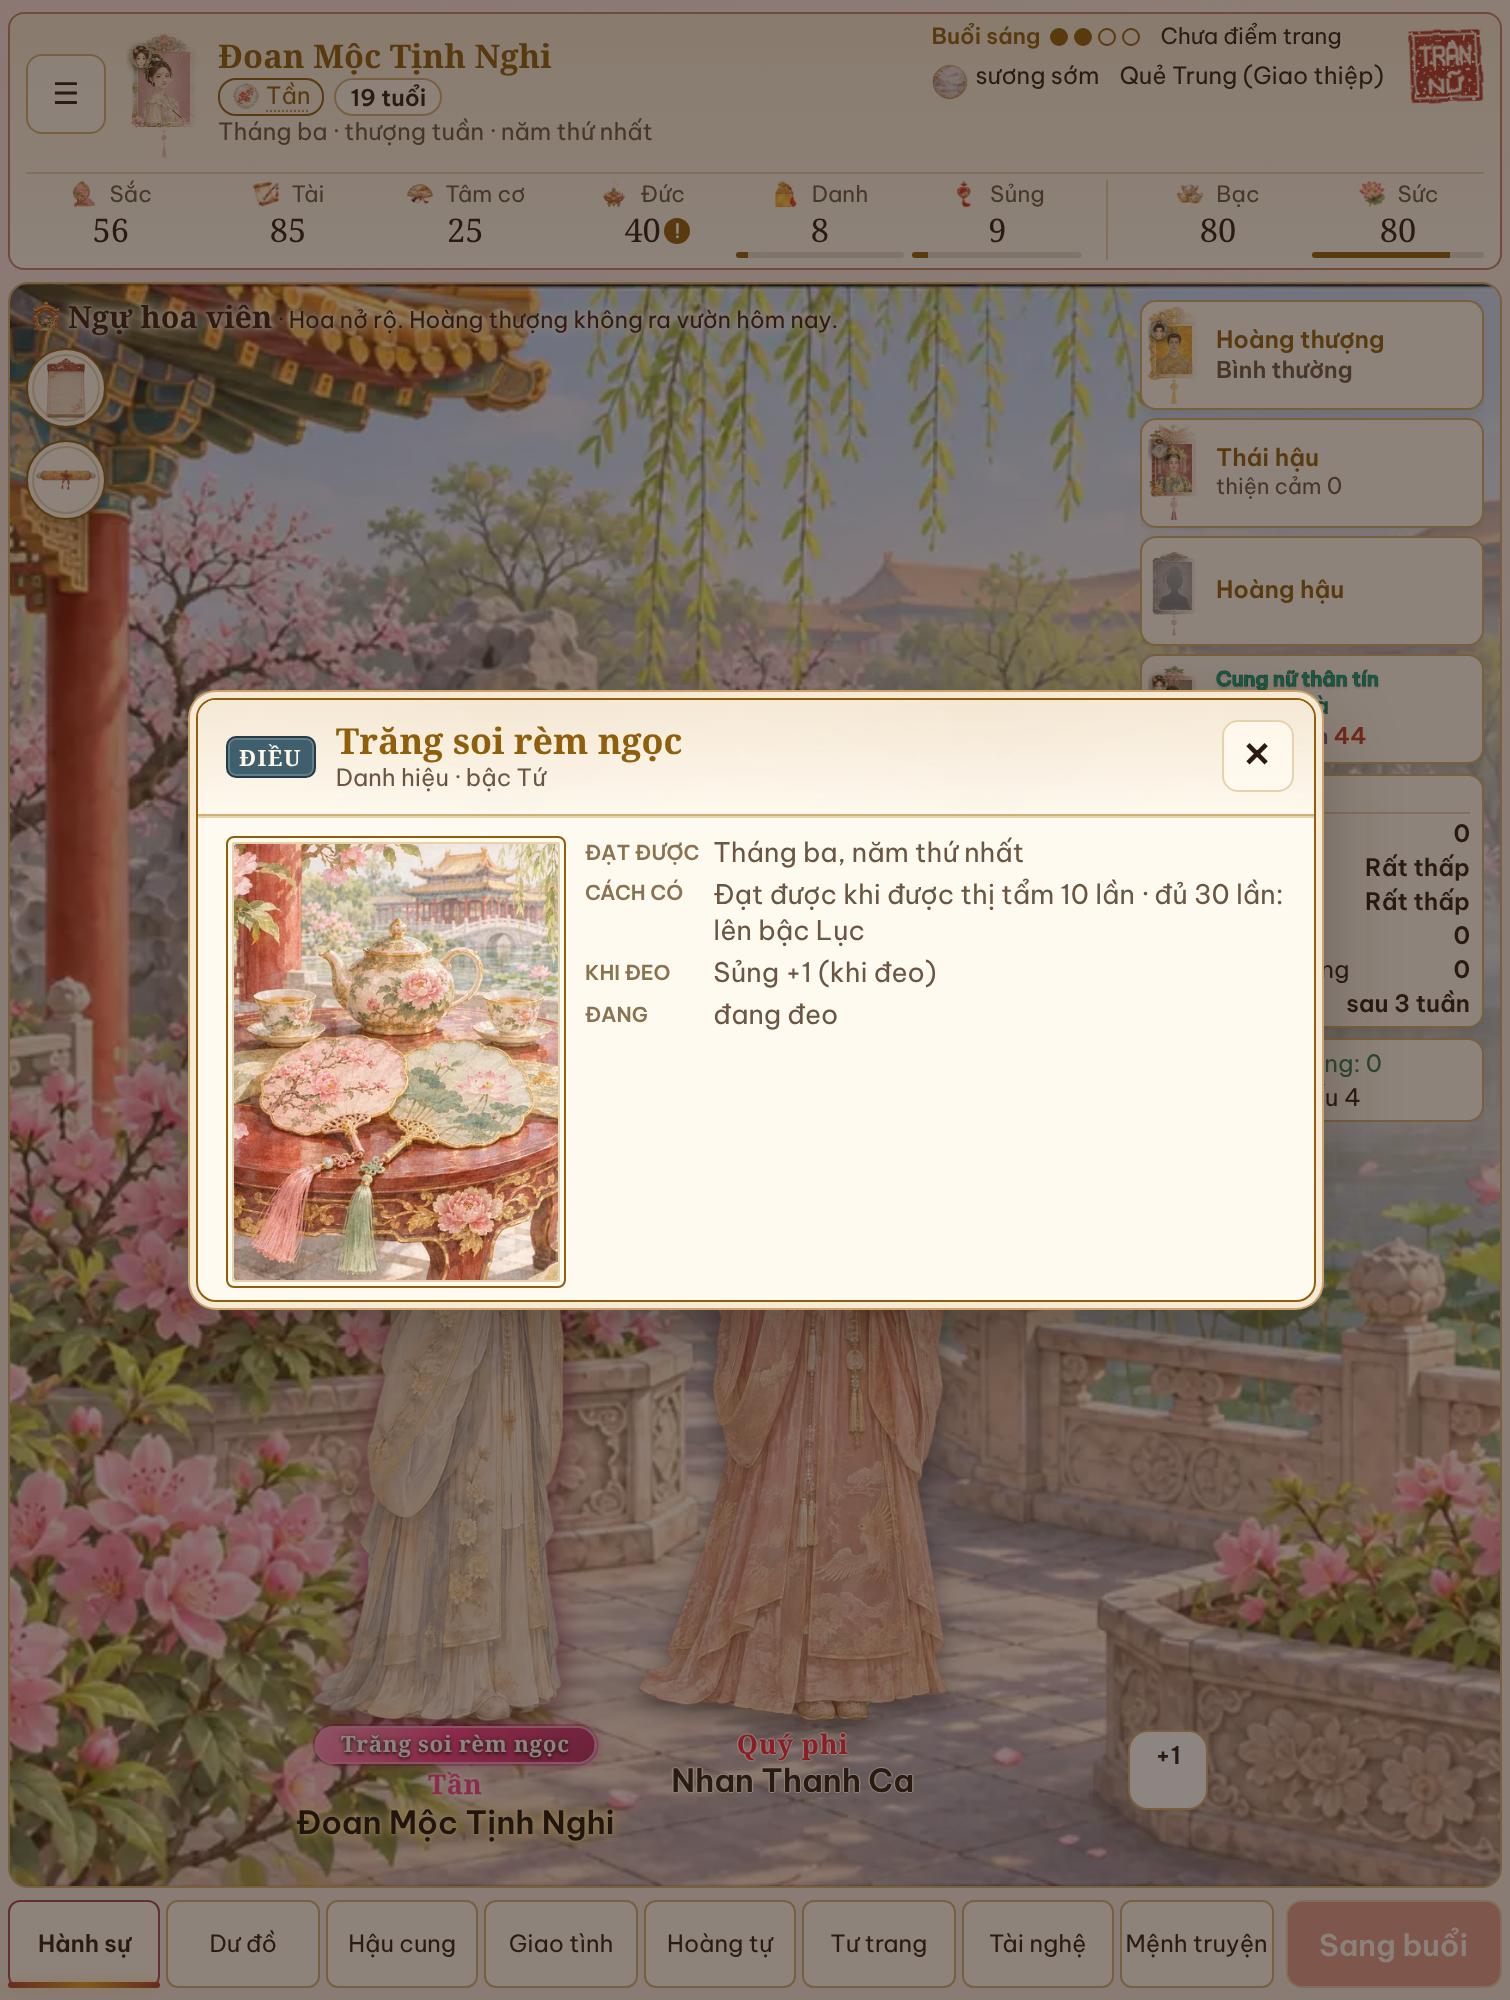 Đoan Mộc Tịnh Nghi
Tần
19 tuổi
Tháng ba · thượng tuần · năm thứ nhất
Buổi sáng
Chưa điểm trang
sương sớm
Quẻ Trung (Giao thiệp)
TRÂN NỮ
Sắc
Tài
Tâm cơ
Đức
Danh
Sủng
Bạc
Sức
56
85
25
40!
8
9
80
80
Ngự hoa viên · Hoa nở rộ. Hoàng thượng không ra vườn hôm nay.
Hoàng thượng
Bình thường
Thái hậu
thiện cảm 0
Hoàng hậu
Cung nữ thân tín
44
0
Rất thấp
Rất thấp
0
ng 0
sau 3 tuần
ng: 0
u 4
ĐIỀU
Trăng soi rèm ngọc
Danh hiệu · bậc Tứ
ĐẠT ĐƯỢC Tháng ba, năm thứ nhất
CÁCH CÓ Đạt được khi được thị tẩm 10 lần · đủ 30 lần:
lên bậc Lục
KHI ĐEO Sủng +1 (khi đeo)
ĐANG đang đeo
Trăng soi rèm ngọc
Tần
Đoan Mộc Tịnh Nghi
Quý phi
Nhan Thanh Ca
+1
Hành sự
Dư đồ
Hậu cung
Giao tình
Hoàng tự
Tư trang
Tài nghệ
Mệnh truyện
Sang buổi